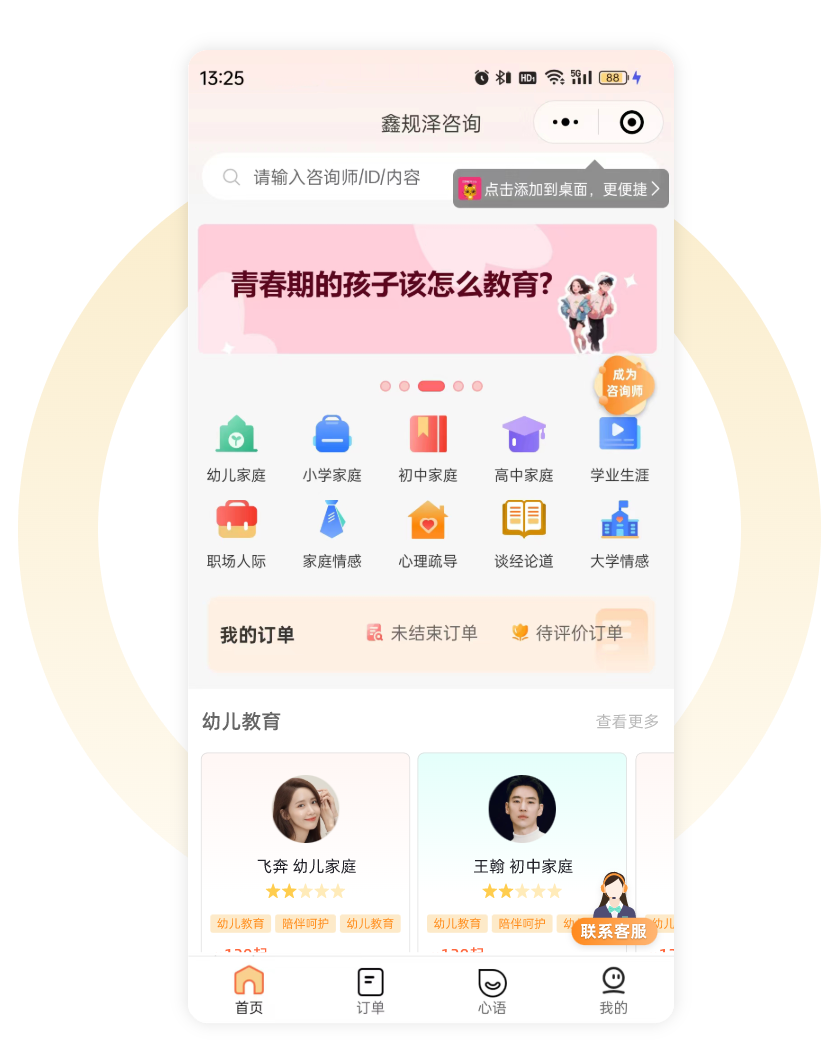 13:25
HD1
5G
88
鑫规泽咨询
请输入咨询师/ID/内容
点击添加到桌面，更便捷
青春期的孩子该怎么教育?
成为
咨询师
幼儿家庭 小学家庭 初中家庭 高中家庭 学业生涯
职场人际 家庭情感 心理疏导 谈经论道 大学情感
我的订单 未结束订单 待评价订单
幼儿教育 查看更多
飞奔 幼儿家庭 王翰 初中家庭
幼儿教育 陪伴呵护 幼儿教育 幼儿教育 陪伴呵护
联系客服
首页 订单 心语 我的